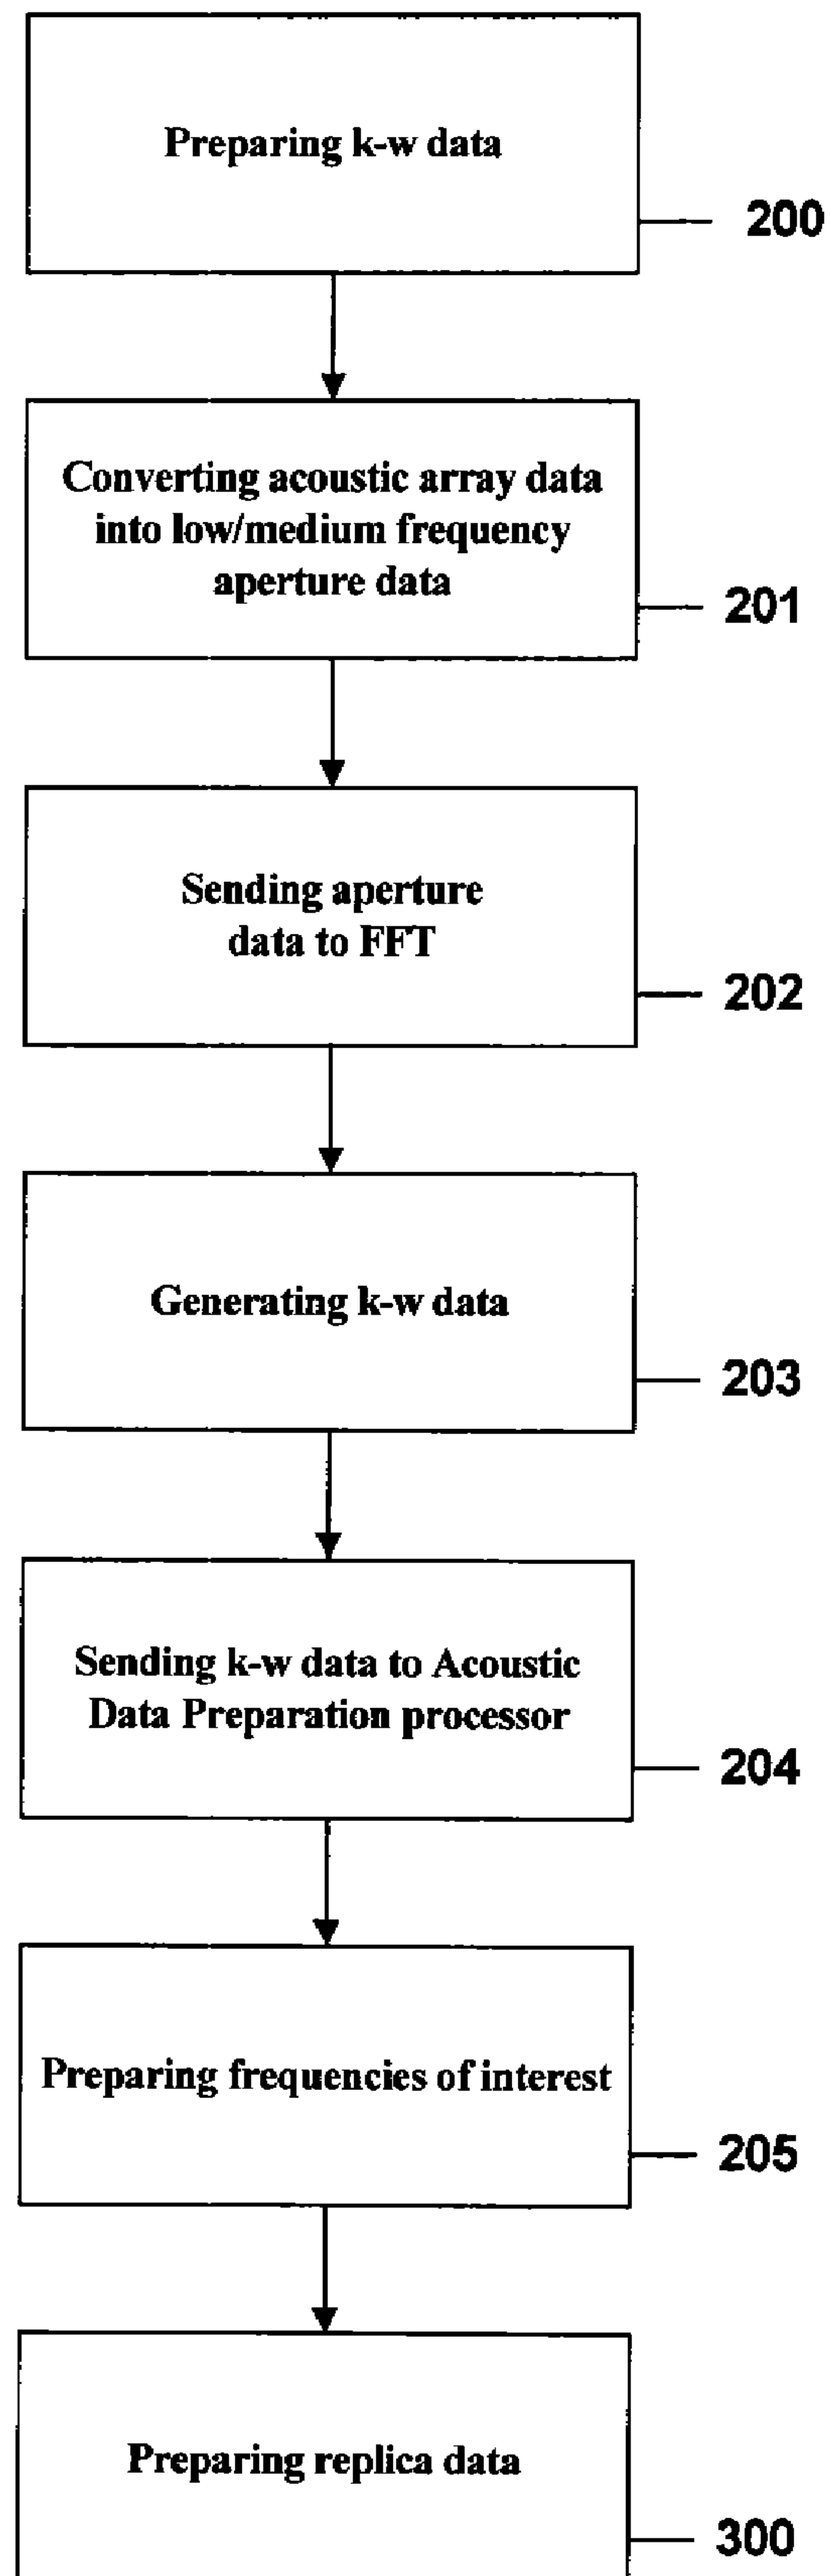 Preparing k-w data
200
Converting acoustic array data
into low/medium frequency
aperture data
201
Sending aperture
data to FFT
202
Generating k-w data
203
Sending k-w data to Acoustic
Data Preparation processor
204
Preparing frequencies of interest
205
Preparing replica data
300